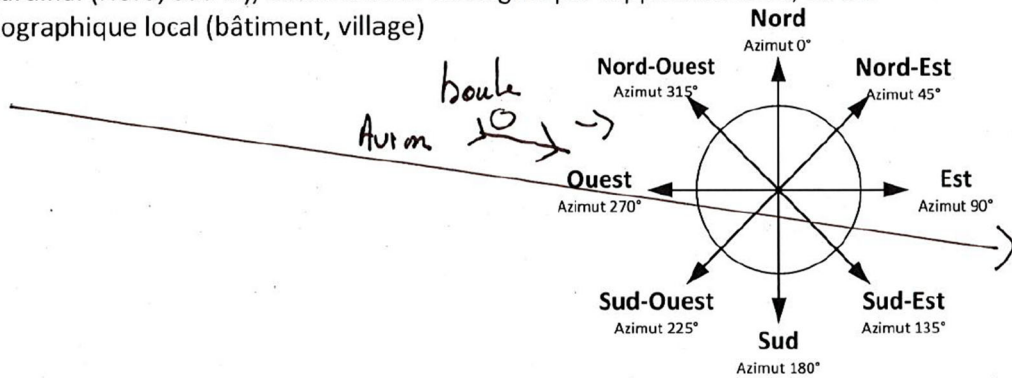 ographique local (bâtiment, village)
Nord
Azimut 0°
Nord-Ouest
Azimut 315°
Nord-Est
Azimut 45°
boule
Avion
Ouest
Azimut 270°
Est
Azimut 90°
Sud-Ouest
Azimut 225°
Sud-Est
Azimut 135°
Sud
Azimut 180°